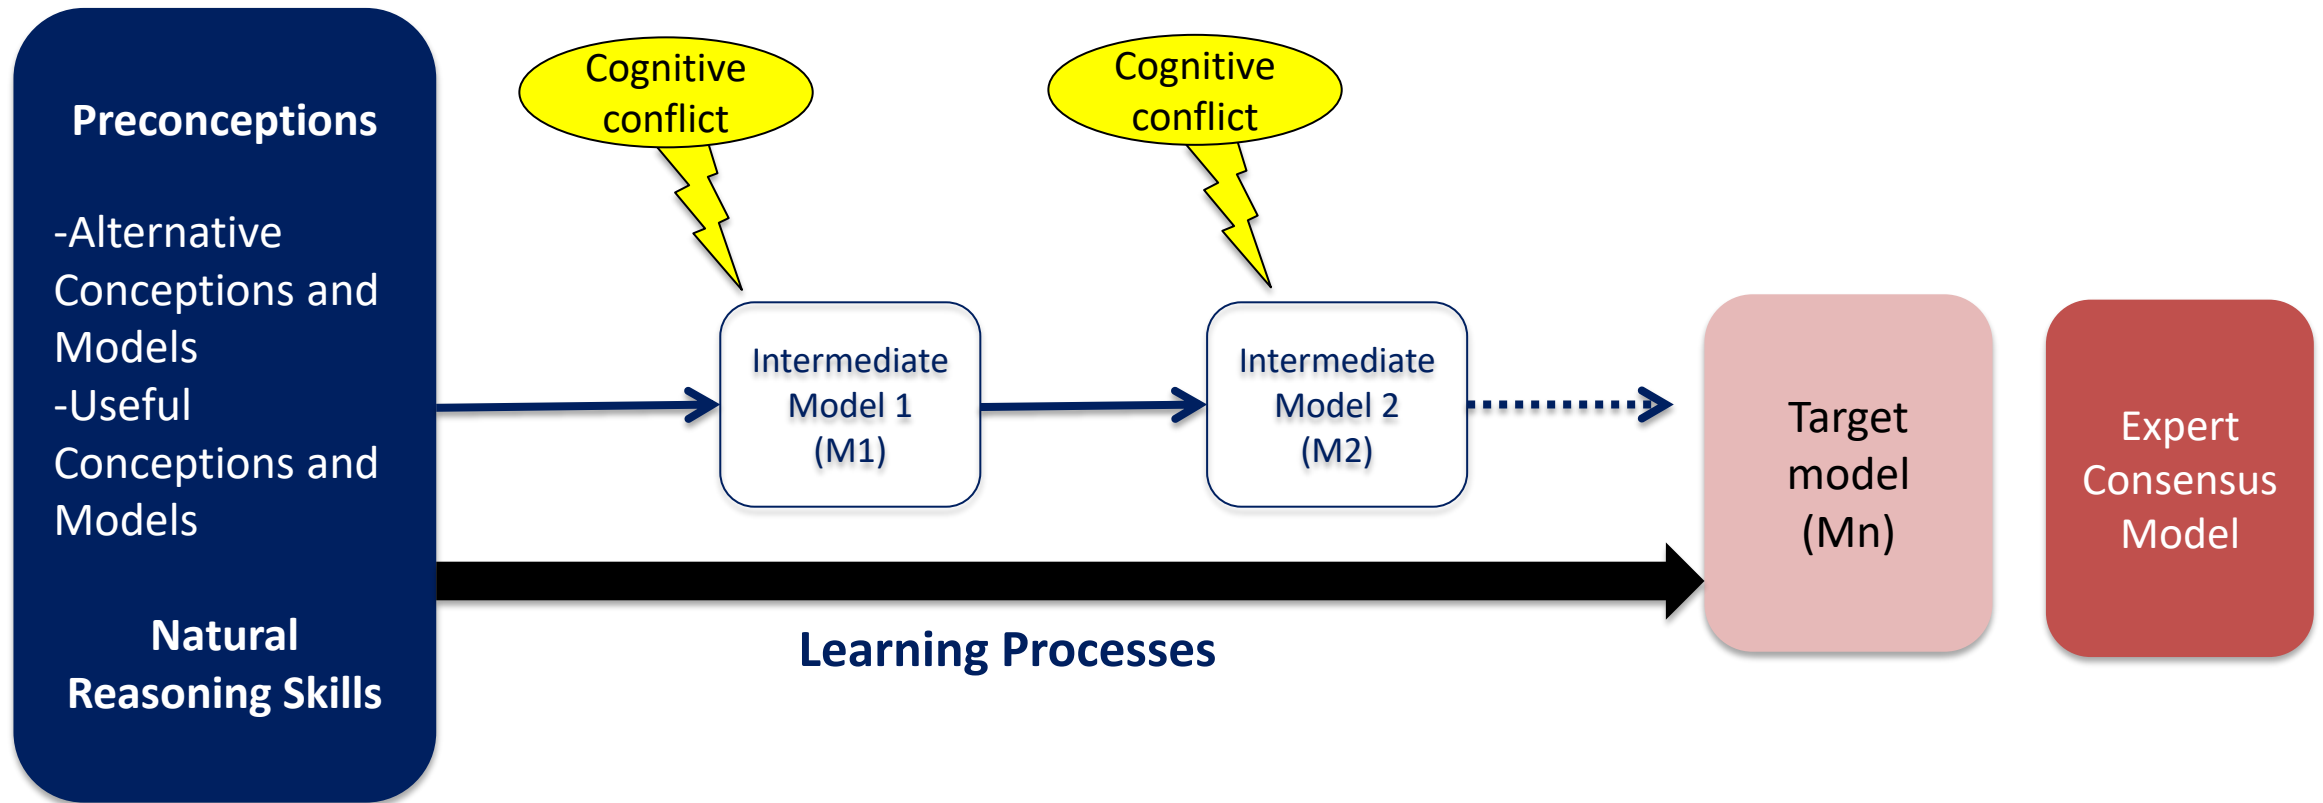 Preconceptions
-Alternative
Conceptions and
Models
-Useful
Conceptions and
Models
Natural
Reasoning Skills
Cognitive
conflict
Cognitive
conflict
Intermediate
Model 1
(M1)
Intermediate
Model 2
(M2)
Target
model
(Mn)
Expert
Consensus
Model
Learning Processes